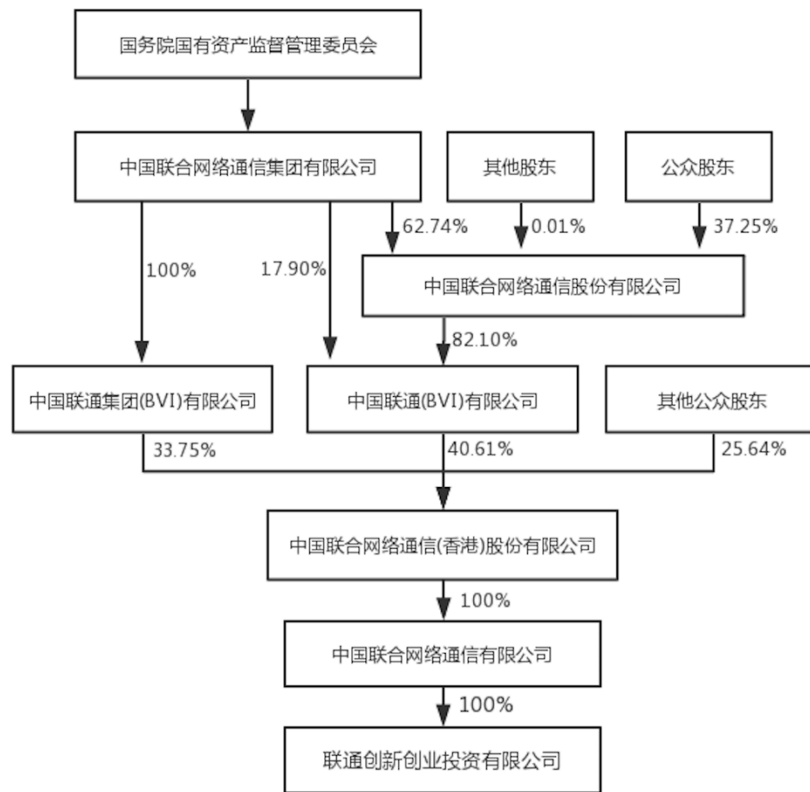 国务院国有资产监督管理委员会
中国联合网络通信集团有限公司
其他股东
公众股东
62.74%
0.01%
37.25%
100%
17.90%
中国联合网络通信股份有限公司
82.10%
中国联通集团(BVI)有限公司
中国联通(BVI)有限公司
其他公众股东
33.75%
40.61%
25.64%
中国联合网络通信(香港)股份有限公司
100%
中国联合网络通信有限公司
100%
联通创新创业投资有限公司